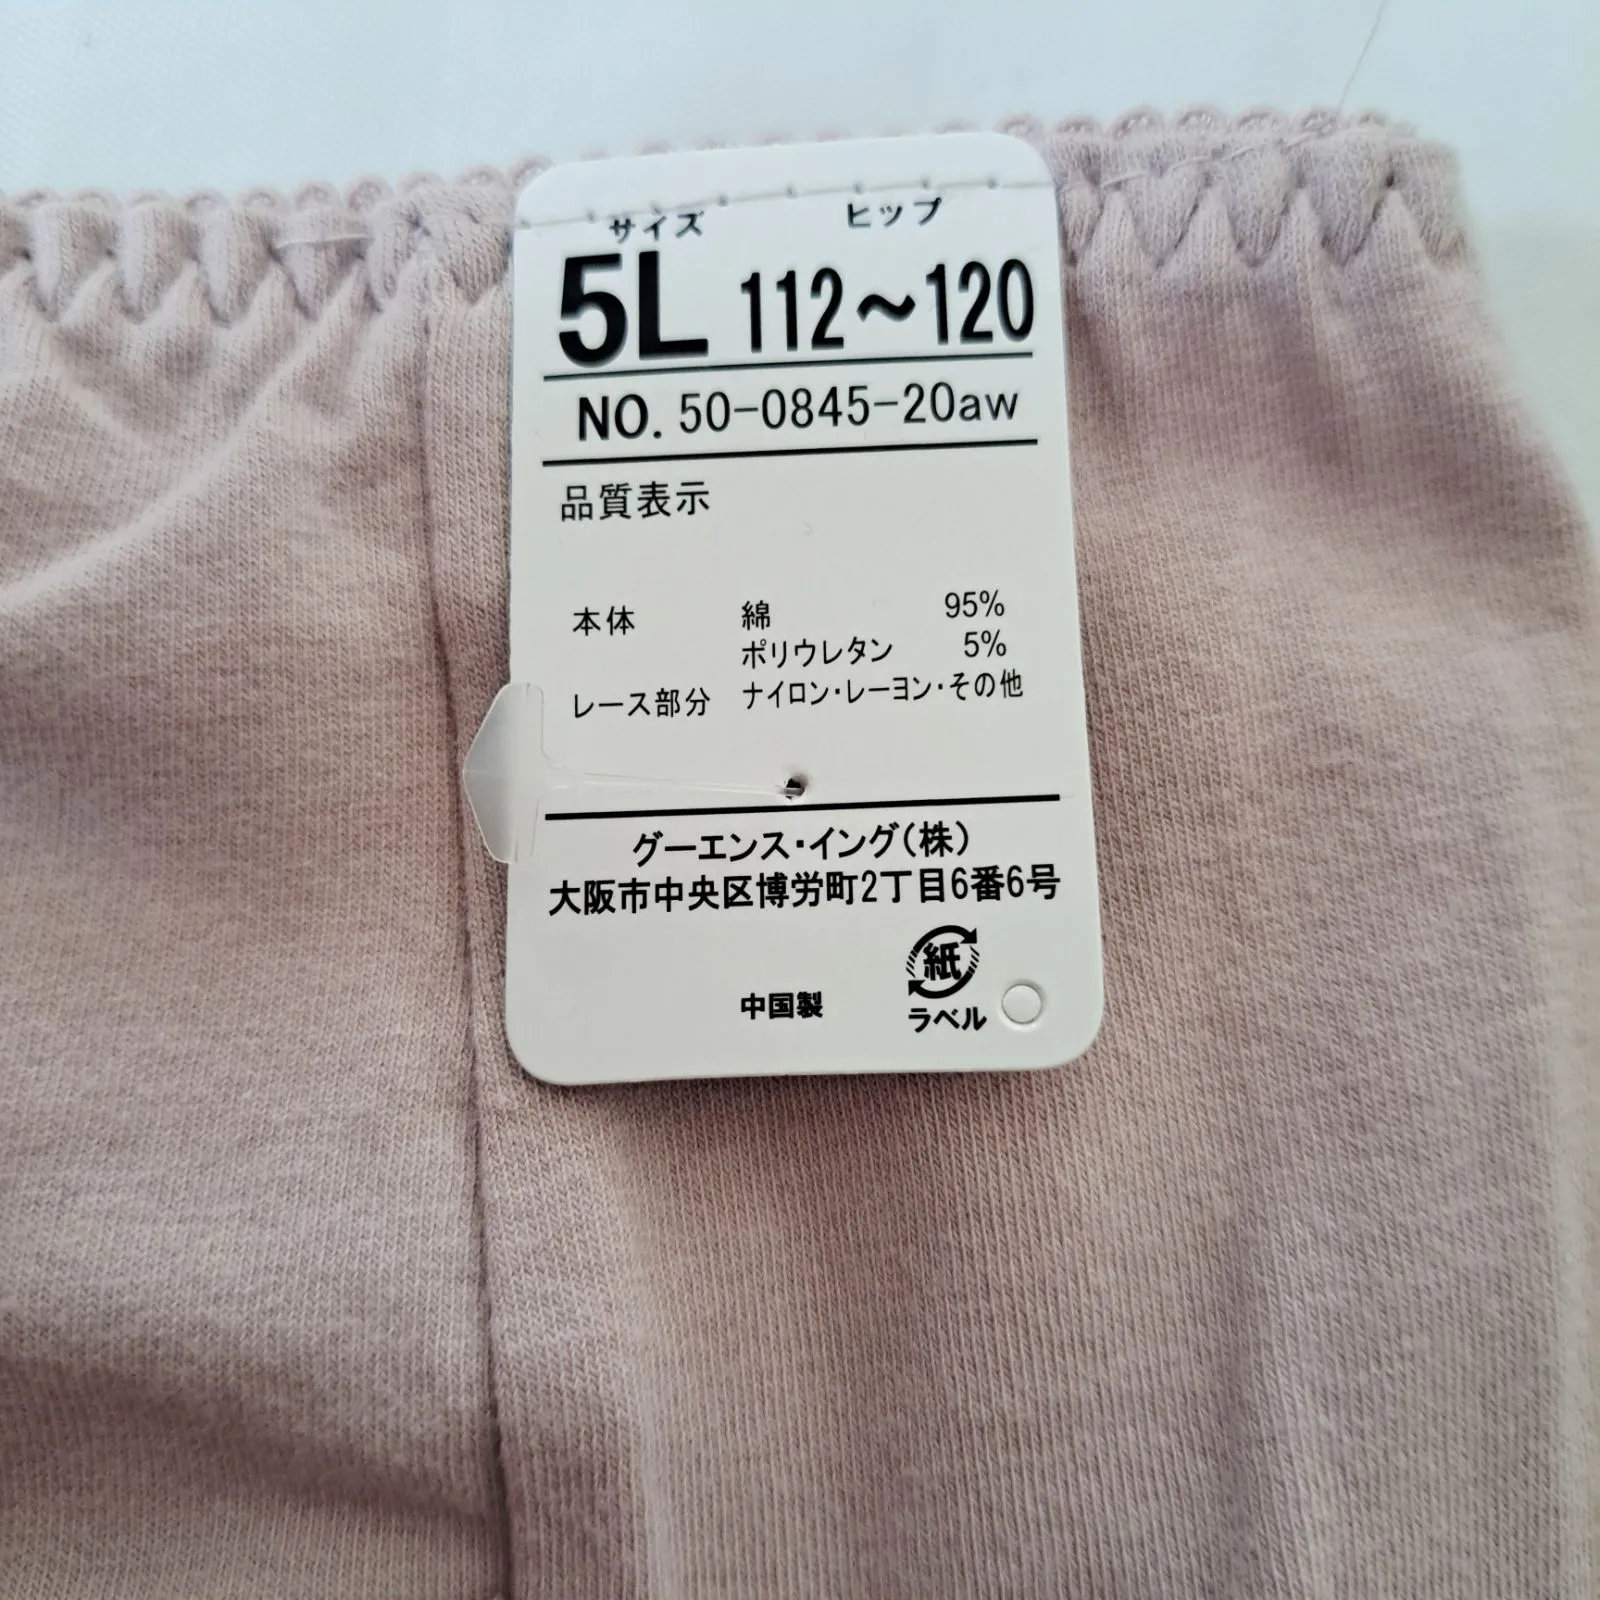 サイズ ヒップ
5L 112～120
NO. 50-0845-20aw
品質表示
本体 綿 95%
ポリウレタン 5%
レース部分 ナイロン・レーヨン・その他
グーエンス・イング(株)
大阪市中央区博労町2丁目6番6号
紙
中国製 ラベル